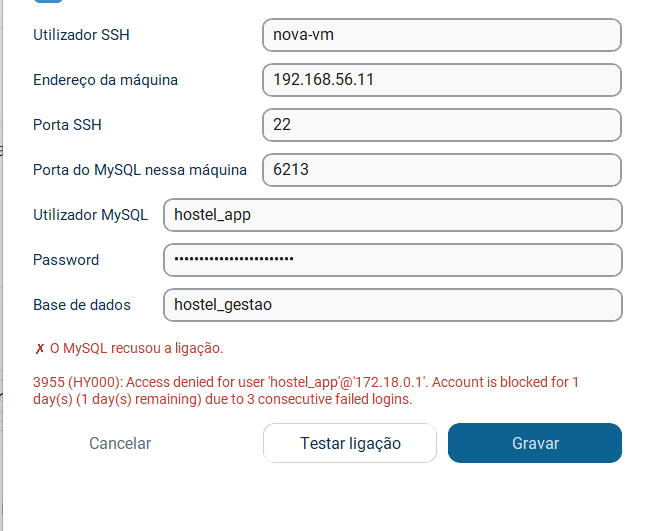 Utilizador SSH nova-vm
Endereço da máquina 192.168.56.11
Porta SSH 22
Porta do MySQL nessa máquina 6213
Utilizador MySQL hostel_app
Password ••••••••••••••••••••••••
Base de dados hostel_gestao
✗ O MySQL recusou a ligação.
3955 (HY000): Access denied for user 'hostel_app'@'172.18.0.1'. Account is blocked for 1
day(s) (1 day(s) remaining) due to 3 consecutive failed logins.
Cancelar Testar ligação Gravar